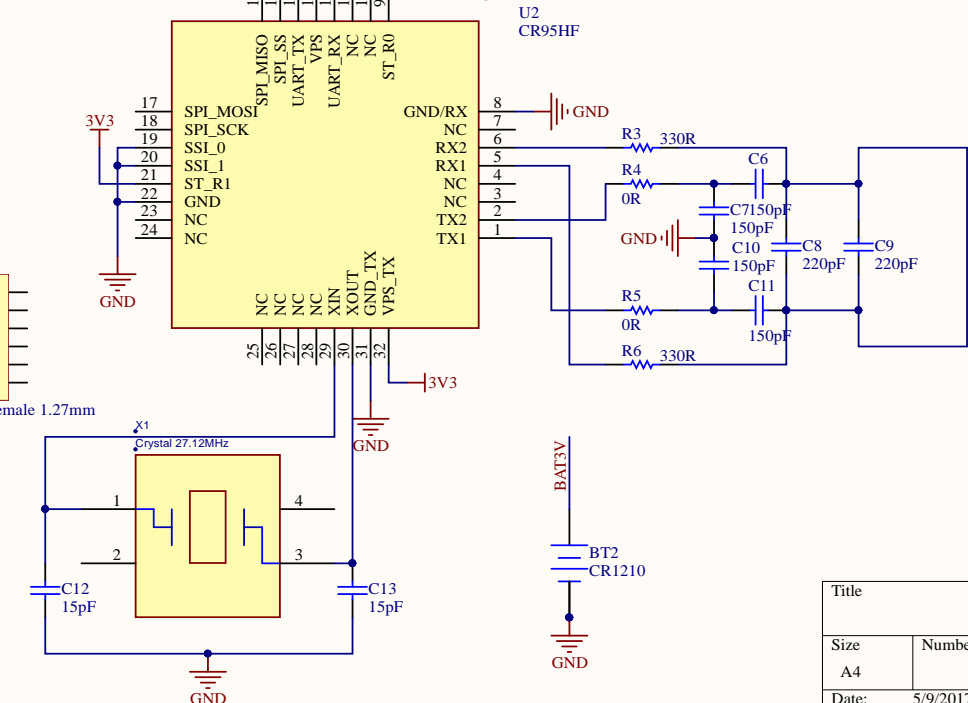 U2
CR95HF
9
SPI_MISO
SPI_SS
UART_TX
VPS
UART_RX
NC
NC
ST_R0
17 SPI_MOSI
18 SPI_SCK
19 SSI_0
20 SSI_1
21 ST_R1
22 GND
23 NC
24 NC
3V3
GND
GND/RX 8
NC 7
RX2 6
RX1 5
NC 4
NC 3
TX2 2
TX1 1
GND
R3 330R
R4
0R
C6
C7 150pF
150pF
GND
C10
150pF
C8
220pF
C9
220pF
C11
150pF
R5
0R
R6 330R
NC
NC
NC
NC
XIN
XOUT
GND_TX
VPS_TX
25
26
27
28
29
30
31
32
3V3
GND
emale 1.27mm
X1
Crystal 27.12MHz
1
4
2
3
C12
15pF
C13
15pF
GND
BAT3V
BT2
CR1210
GND
Title
Size Numbe
A4
Date: 5/9/2017